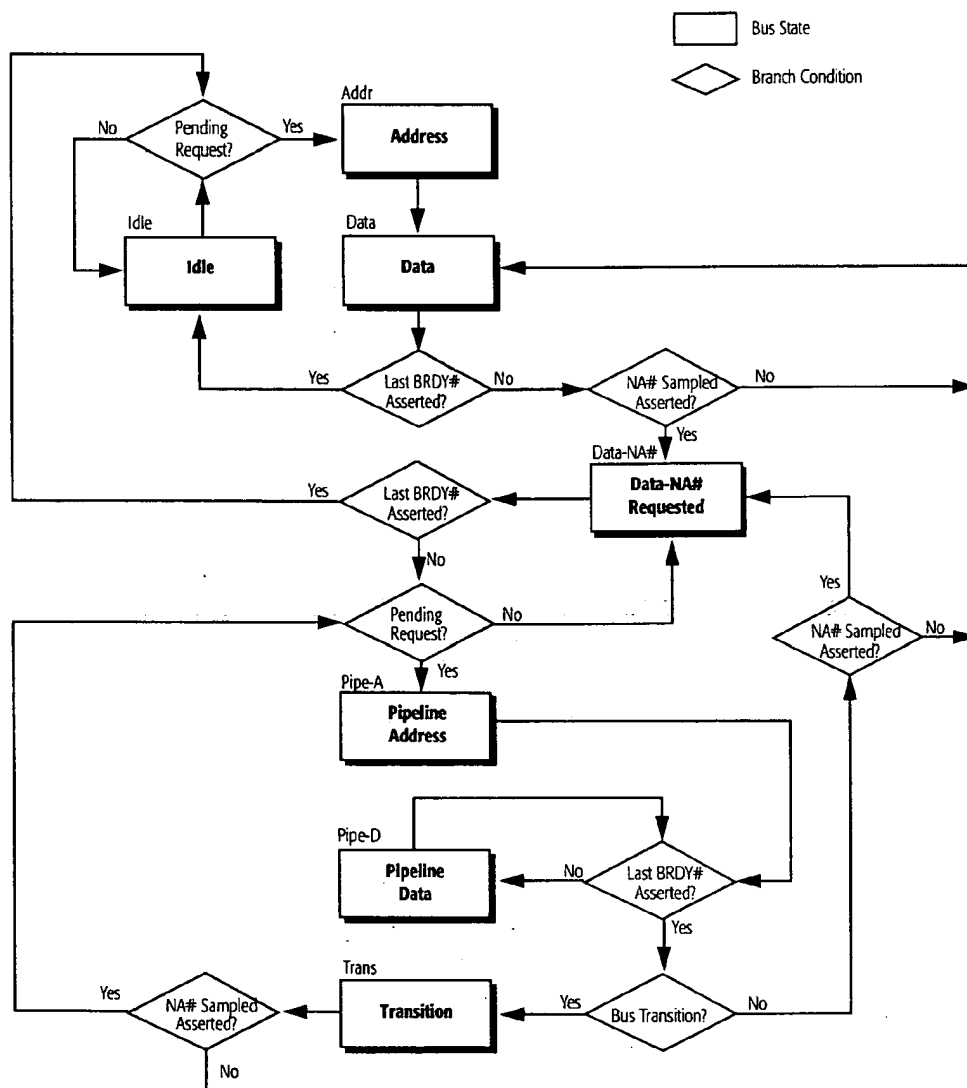 Bus State
Branch Condition
Addr
No
Pending
Request?
Yes
Address
Idle
Data
Idle
Data
Yes
Last BRDY#
Asserted?
No
NA# Sampled
Asserted?
No
Yes
Data-NA#
Yes
Last BRDY#
Asserted?
Data-NA#
Requested
No
Yes
Pending
Request?
No
NA# Sampled
Asserted?
No
Yes
Pipe-A
Pipeline
Address
Pipe-D
Pipeline
Data
No
Last BRDY#
Asserted?
Yes
Trans
Yes
NA# Sampled
Asserted?
Transition
Yes
Bus Transition?
No
No